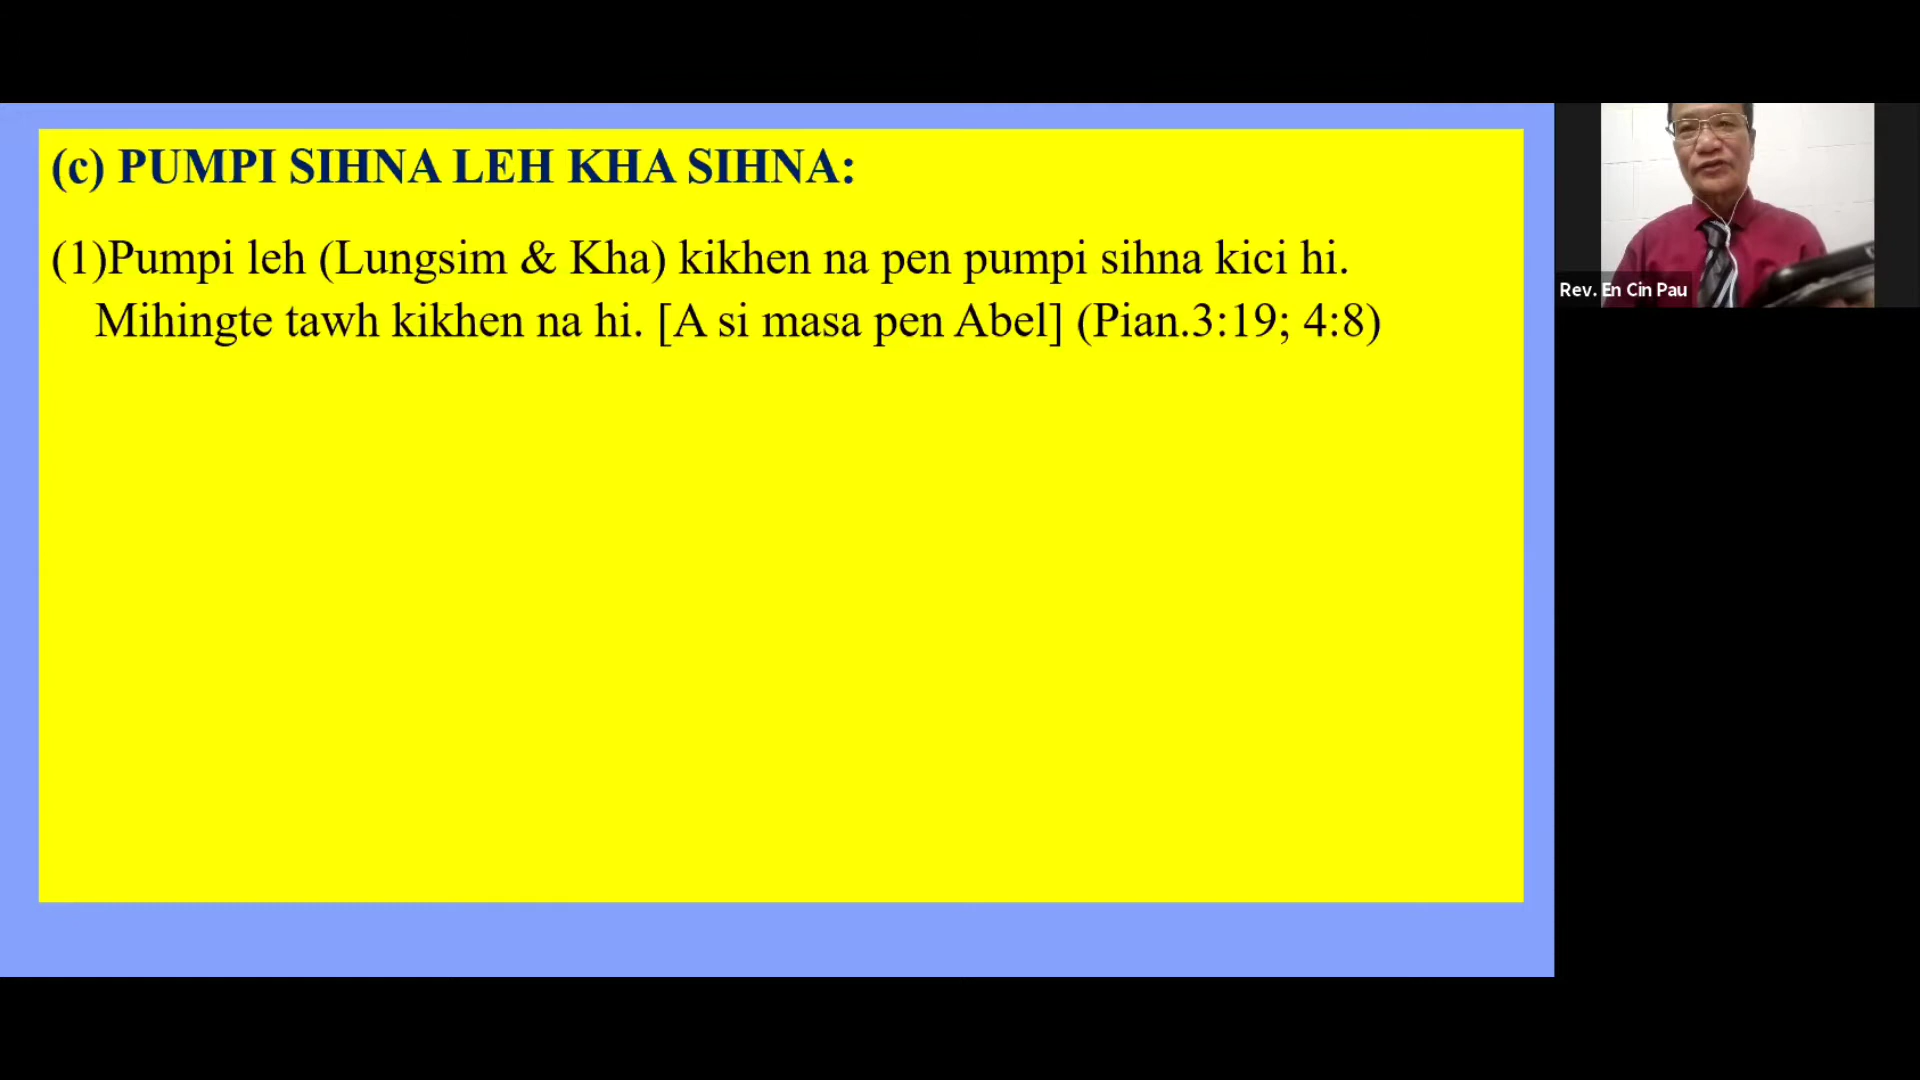 (c) PUMPI SIHNA LEH KHA SIHNA:
(1)Pumpi leh (Lungsim & Kha) kikhen na pen pumpi sihna kici hi.
Mihingte tawh kikhen na hi. [A si masa pen Abel] (Pian.3:19; 4:8)
Rev. En Cin Pau